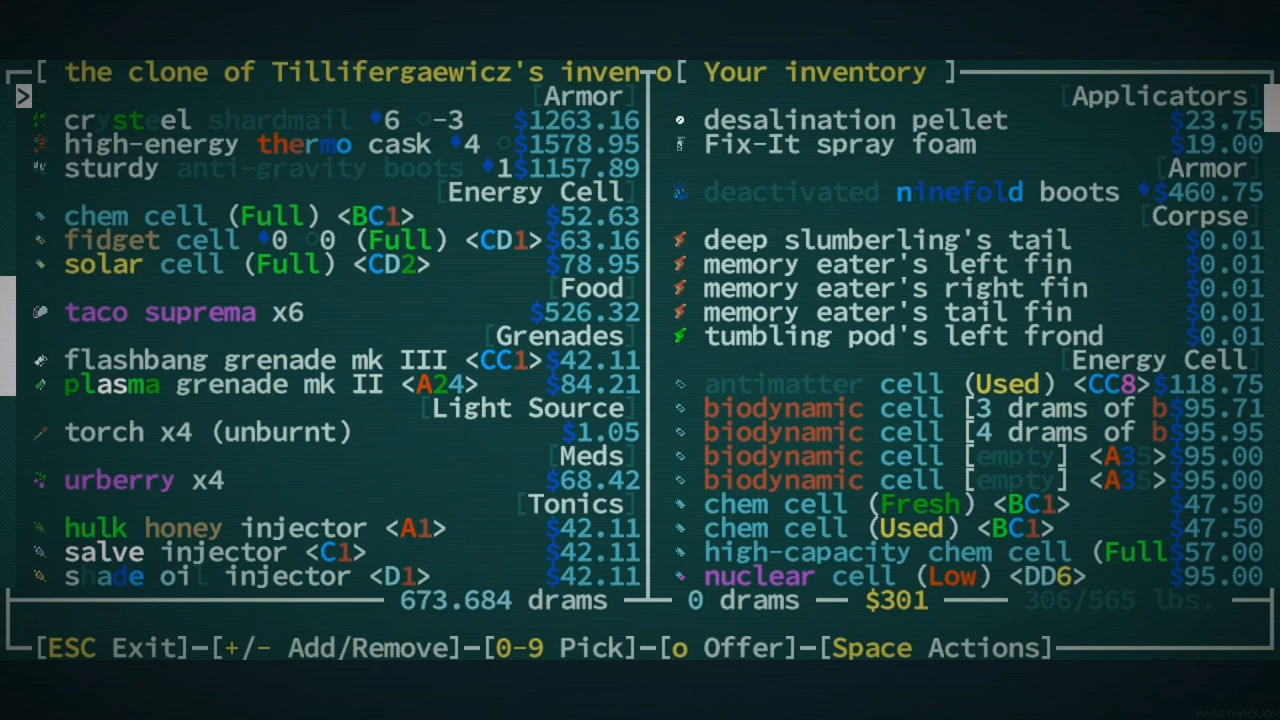 [ the clone of Tillifergaewicz's inven o[ Your inventory ]
>
[Armor]
crysteel shardmail ♦6 ○-3 $1263.16
high-energy thermo cask ♦4 ○$1578.95
sturdy anti-gravity boots ♦1$1157.89
[Energy Cell]
chem cell (Full) <BC1> $52.63
fidget cell ♦0 ○0 (Full) <CD1>$63.16
solar cell (Full) <CD2> $78.95
[Food]
taco suprema x6 $526.32
[Grenades]
flashbang grenade mk III <CC1>$42.11
plasma grenade mk II <A24> $84.21
[Light Source]
torch x4 (unburnt) $1.05
[Meds]
urberry x4 $68.42
[Tonics]
hulk honey injector <A1> $42.11
salve injector <C1> $42.11
shade oil injector <D1> $42.11
673.684 drams
[Applicators]
desalination pellet $23.75
Fix-It spray foam $19.00
[Armor]
deactivated ninefold boots ♦$460.75
[Corpse]
deep slumberling's tail $0.01
memory eater's left fin $0.01
memory eater's right fin $0.01
memory eater's tail fin $0.01
tumbling pod's left frond $0.01
[Energy Cell]
antimatter cell (Used) <CC8>$118.75
biodynamic cell [3 drams of b$95.71
biodynamic cell [4 drams of b$95.95
biodynamic cell [empty] <A35>$95.00
biodynamic cell [empty] <A35>$95.00
chem cell (Fresh) <BC1> $47.50
chem cell (Used) <BC1> $47.50
high-capacity chem cell (Full$57.00
nuclear cell (Low) <DD6> $95.00
0 drams — $301 — 306/565 lbs.
[ESC Exit]-[+/- Add/Remove]-[0-9 Pick]-[o Offer]-[Space Actions]